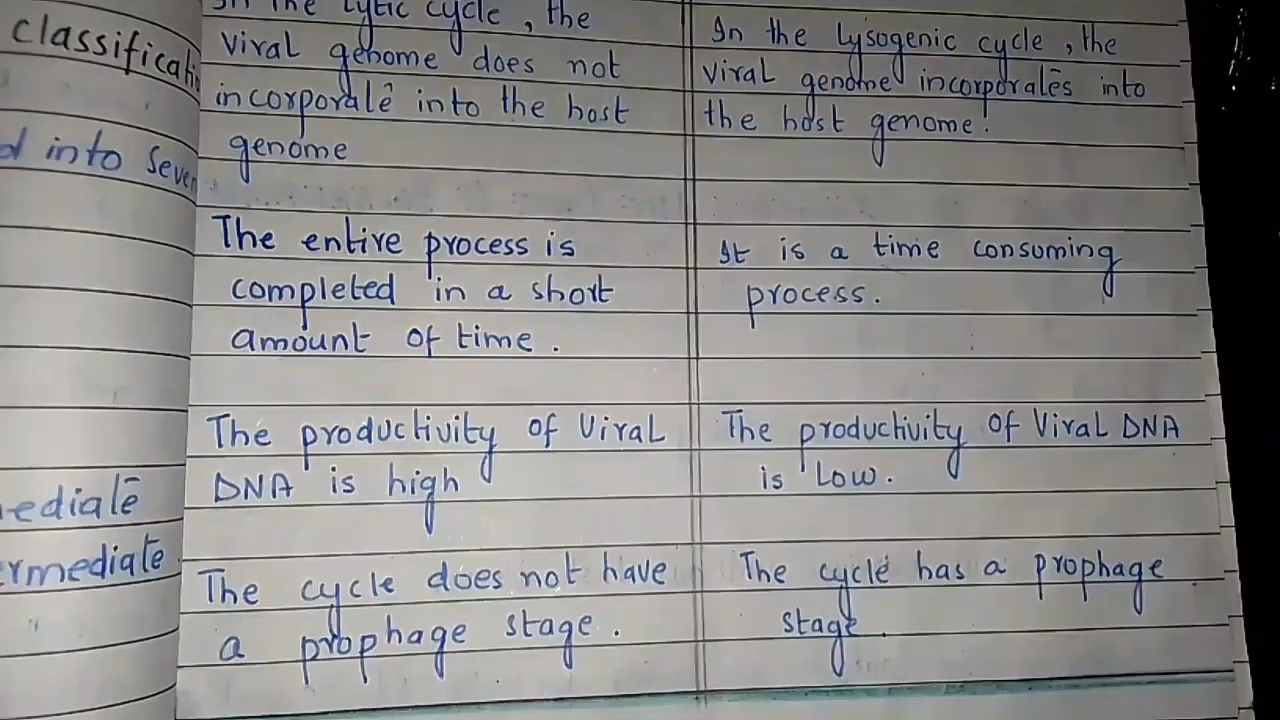 classificati
d into seven
ediate
ermediate
In the lytic cycle, the
viral genome does not
incorporate into the host
genome
The entire process is
completed in a short
amount of time.
The productivity of viral
DNA is high
The cycle does not have
a prophage stage.
In the Lysogenic cycle, the
viral genome incorporates into
the host genome.
It is a time consoming
process.
The productivity of Viral DNA
is Low.
The cycle has a prophage
stage.